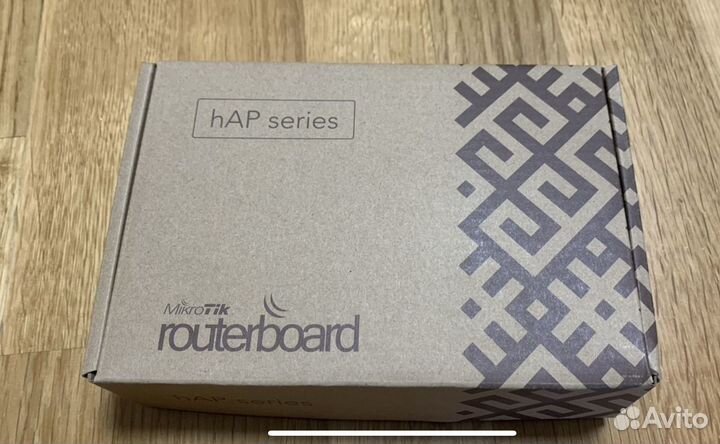 hAP series
MikroTik
routerboard
hAP series
Avito